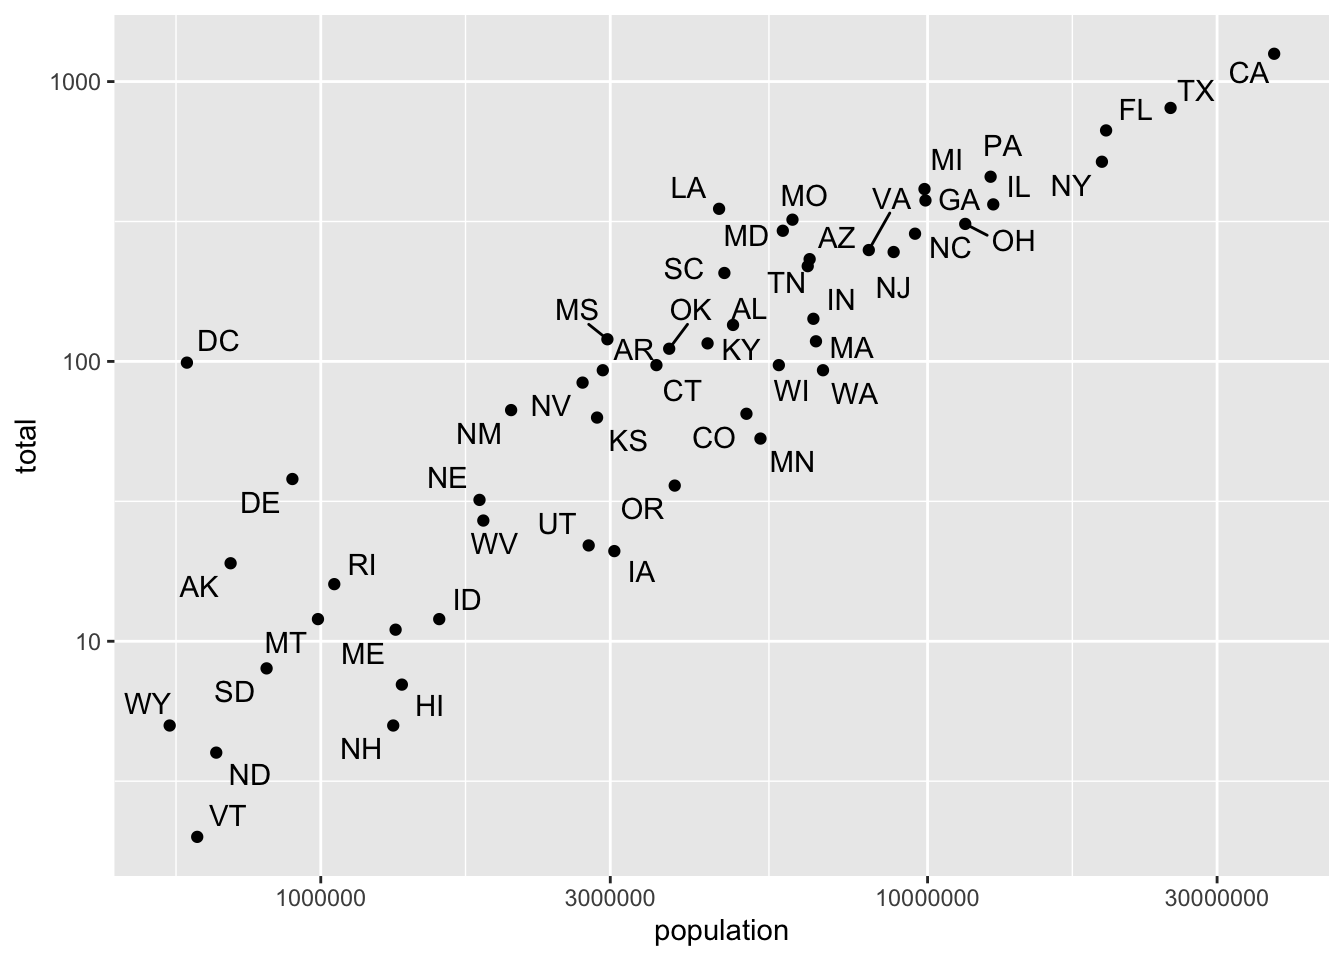 1000
100
10
total
CA
TX
FL
PA
MI
IL
NY
LA
MO
VA
GA
MD
AZ
NC
OH
SC
TN
NJ
IN
MS
OK
AL
DC
AR
KY
MA
CT
WI
WA
NV
NM
KS
CO
MN
NE
DE
OR
UT
WV
IA
RI
AK
ID
MT
ME
SD
WY
HI
NH
ND
VT
1000000 3000000 10000000 30000000
population